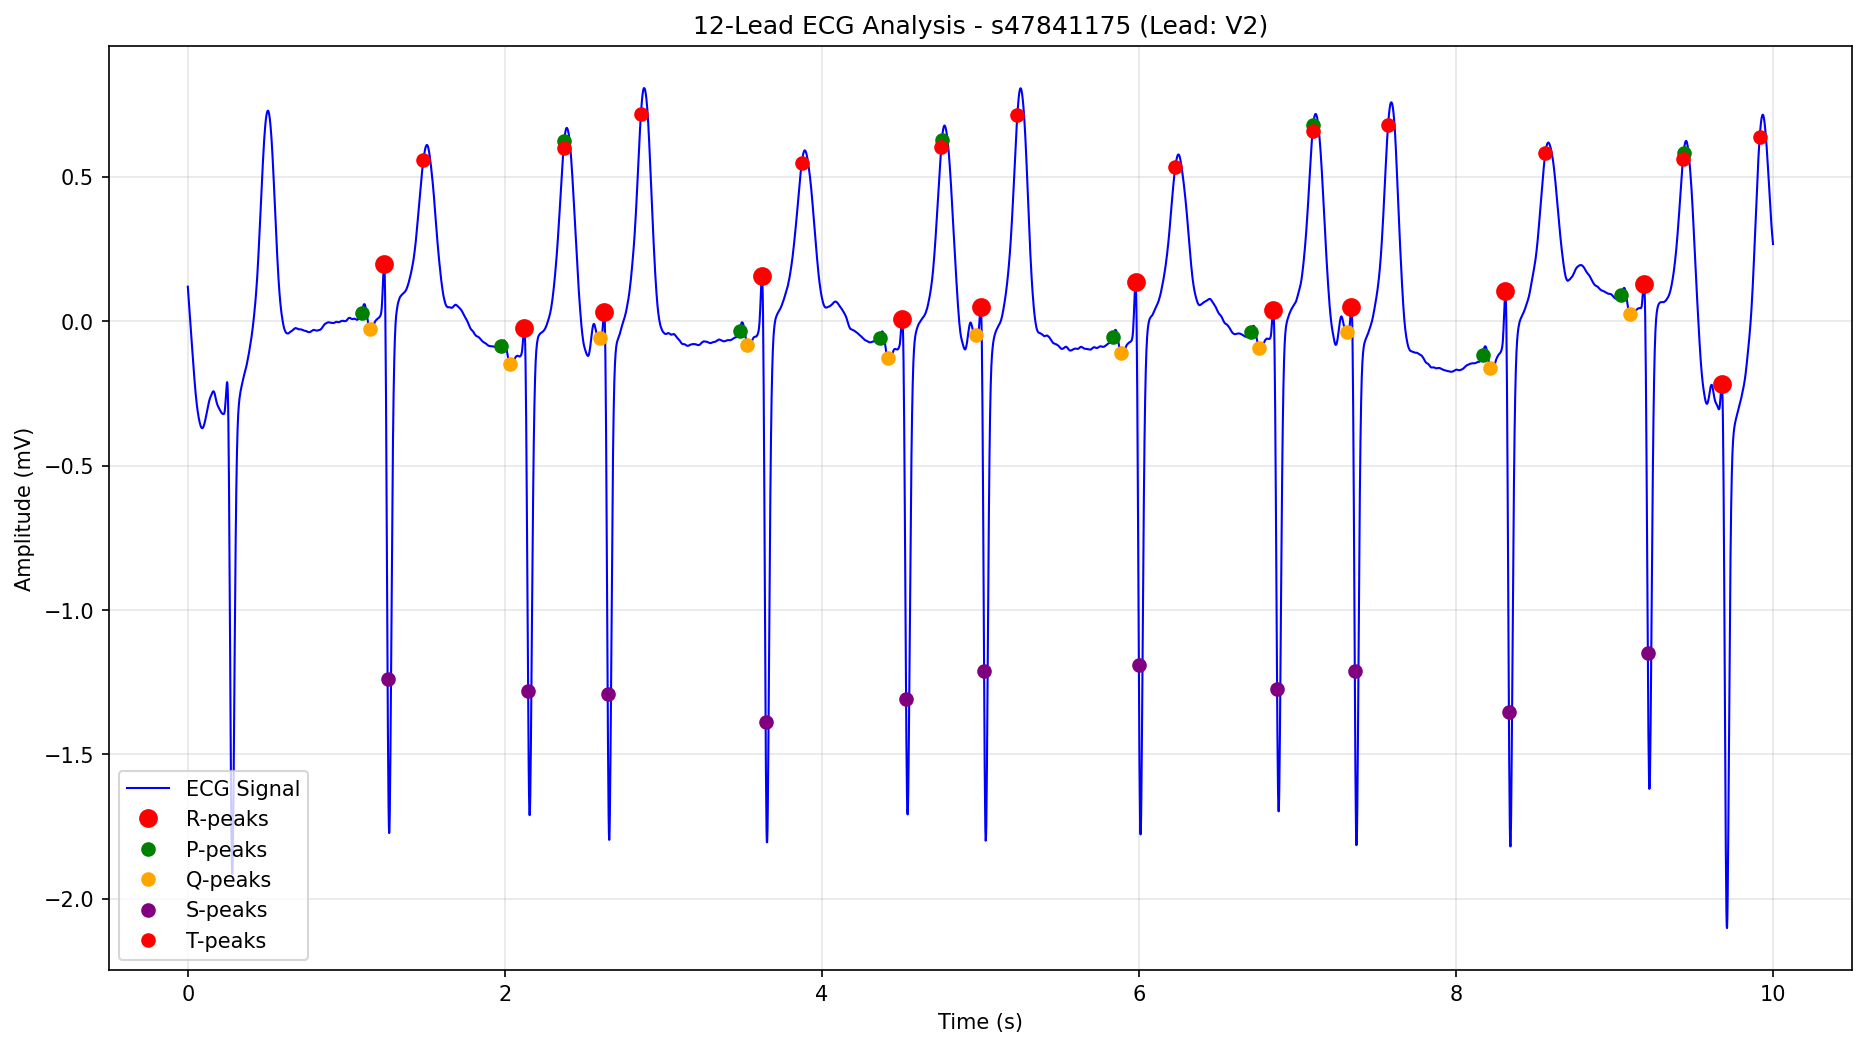 12-Lead ECG Analysis - s47841175 (Lead: V2)
Amplitude (mV)
0.5
0.0
−0.5
−1.0
−1.5
−2.0
ECG Signal
R-peaks
P-peaks
Q-peaks
S-peaks
T-peaks
0 2 4 6 8 10
Time (s)